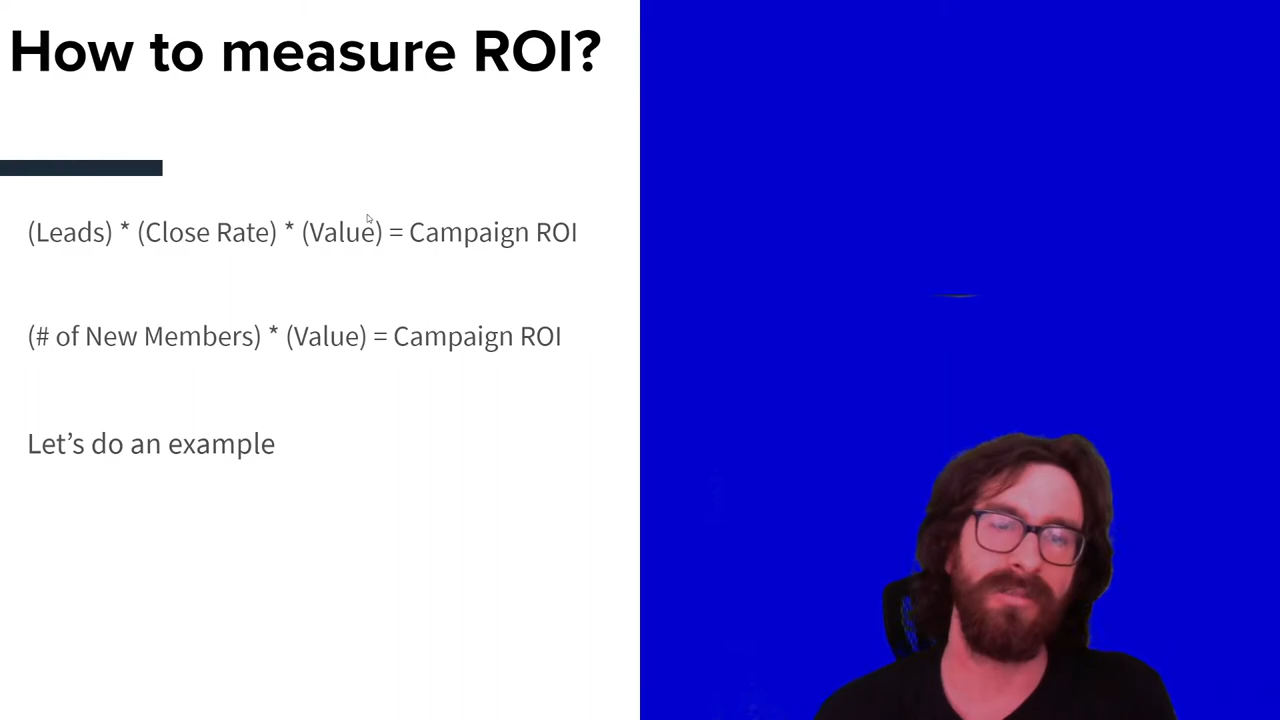 How to measure ROI?
(Leads) * (Close Rate) * (Value) = Campaign ROI
(# of New Members) * (Value) = Campaign ROI
Let’s do an example